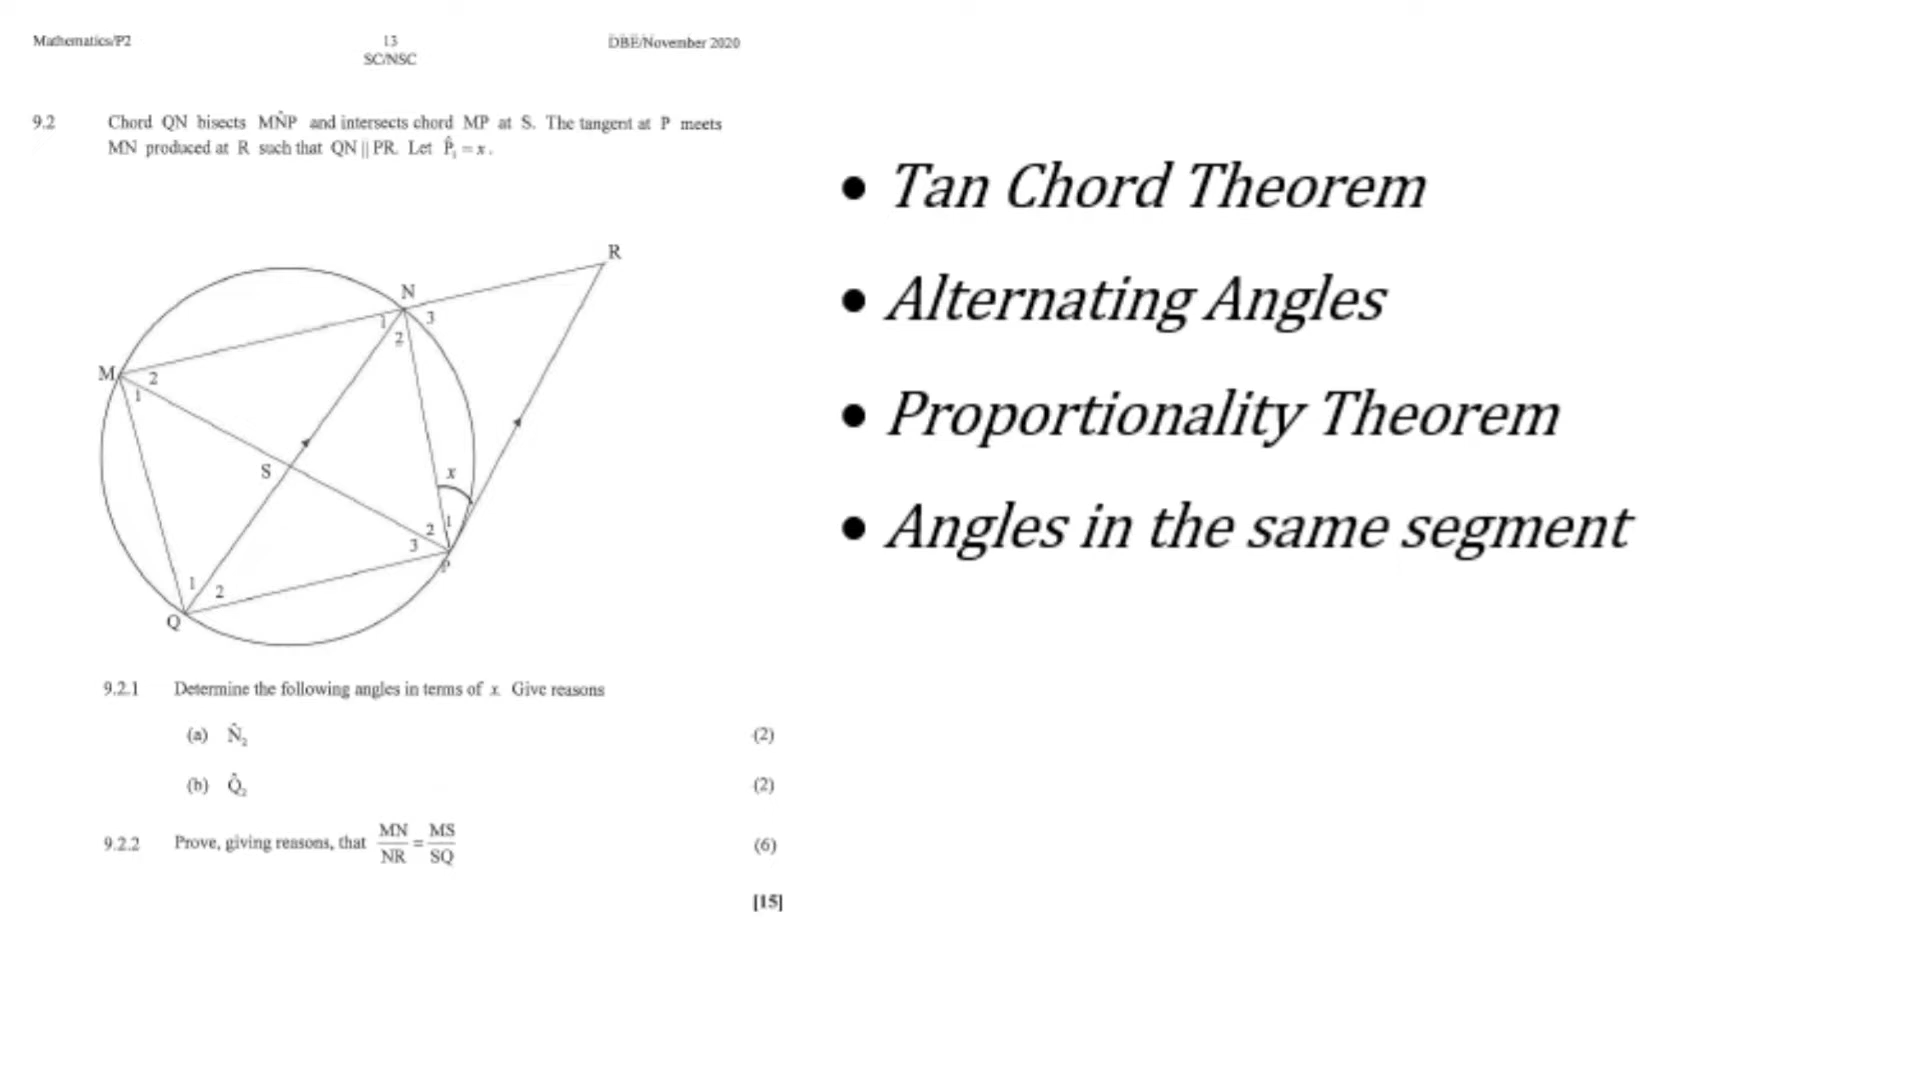 Mathematics/P2
13
SC/NSC
DBE/November 2020
9.2 Chord QN bisects MN̂P and intersects chord MP at S. The tangent at P meets
MN produced at R such that QN || PR. Let P̂₁ = x.
R
N
1
3
2
M
2
1
S
x
2
1
3
P
1
2
Q
9.2.1 Determine the following angles in terms of x. Give reasons
(a) N̂₂ (2)
(b) Q̂₂ (2)
9.2.2 Prove, giving reasons, that MN/NR = MS/SQ (6)
[15]
• Tan Chord Theorem
• Alternating Angles
• Proportionality Theorem
• Angles in the same segment